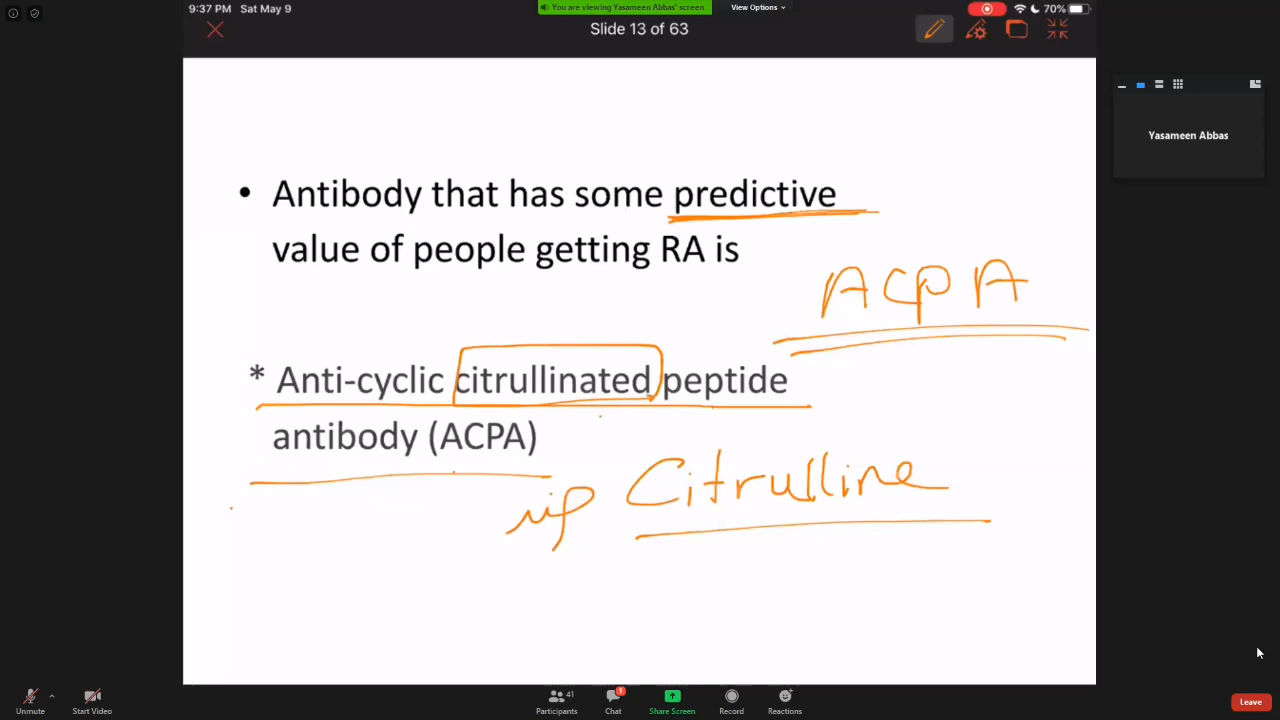 9:37 PM Sat May 9
You are viewing Yasameen Abbas' screen
View Options
70%
Slide 13 of 63
Yasameen Abbas
• Antibody that has some predictive
value of people getting RA is
ACPA
* Anti-cyclic citrullinated peptide
antibody (ACPA)
Citrulline
Unmute
Start Video
41
Participants
1
Chat
Share Screen
Record
Reactions
Leave